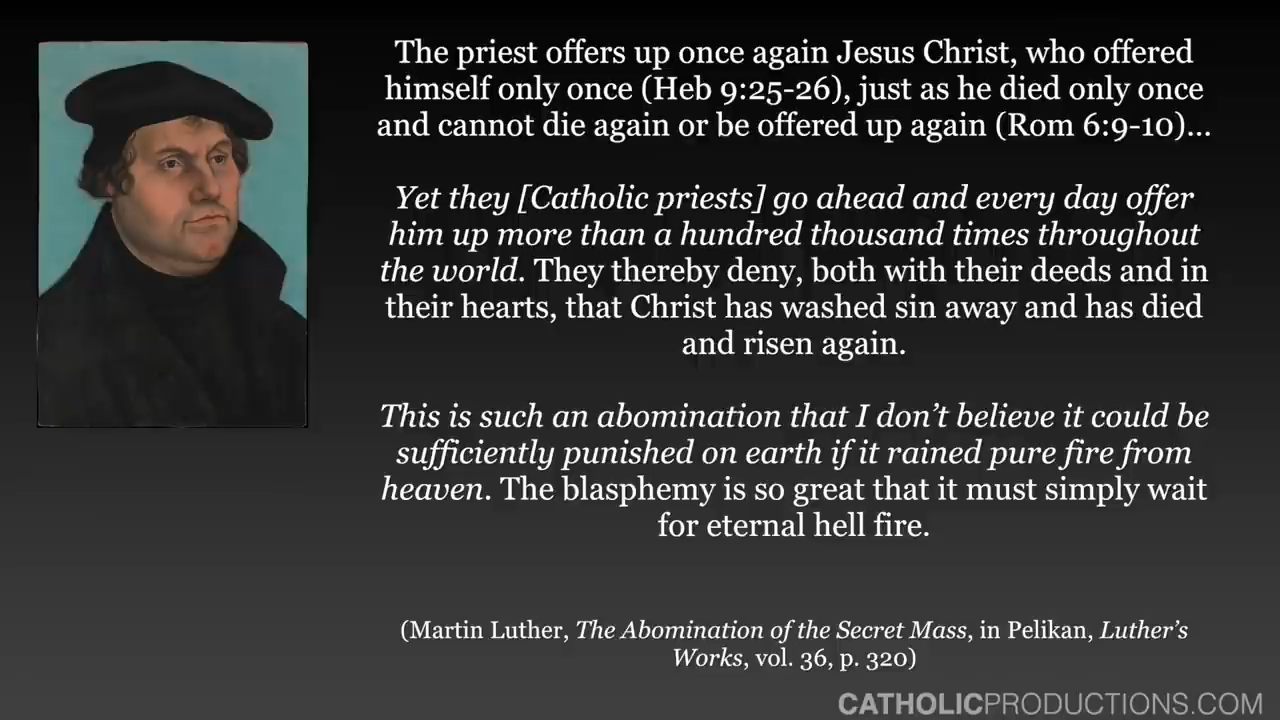 The priest offers up once again Jesus Christ, who offered
himself only once (Heb 9:25-26), just as he died only once
and cannot die again or be offered up again (Rom 6:9-10)...
Yet they [Catholic priests] go ahead and every day offer
him up more than a hundred thousand times throughout
the world. They thereby deny, both with their deeds and in
their hearts, that Christ has washed sin away and has died
and risen again.
This is such an abomination that I don’t believe it could be
sufficiently punished on earth if it rained pure fire from
heaven. The blasphemy is so great that it must simply wait
for eternal hell fire.
(Martin Luther, The Abomination of the Secret Mass, in Pelikan, Luther’s
Works, vol. 36, p. 320)
CATHOLICPRODUCTIONS.COM